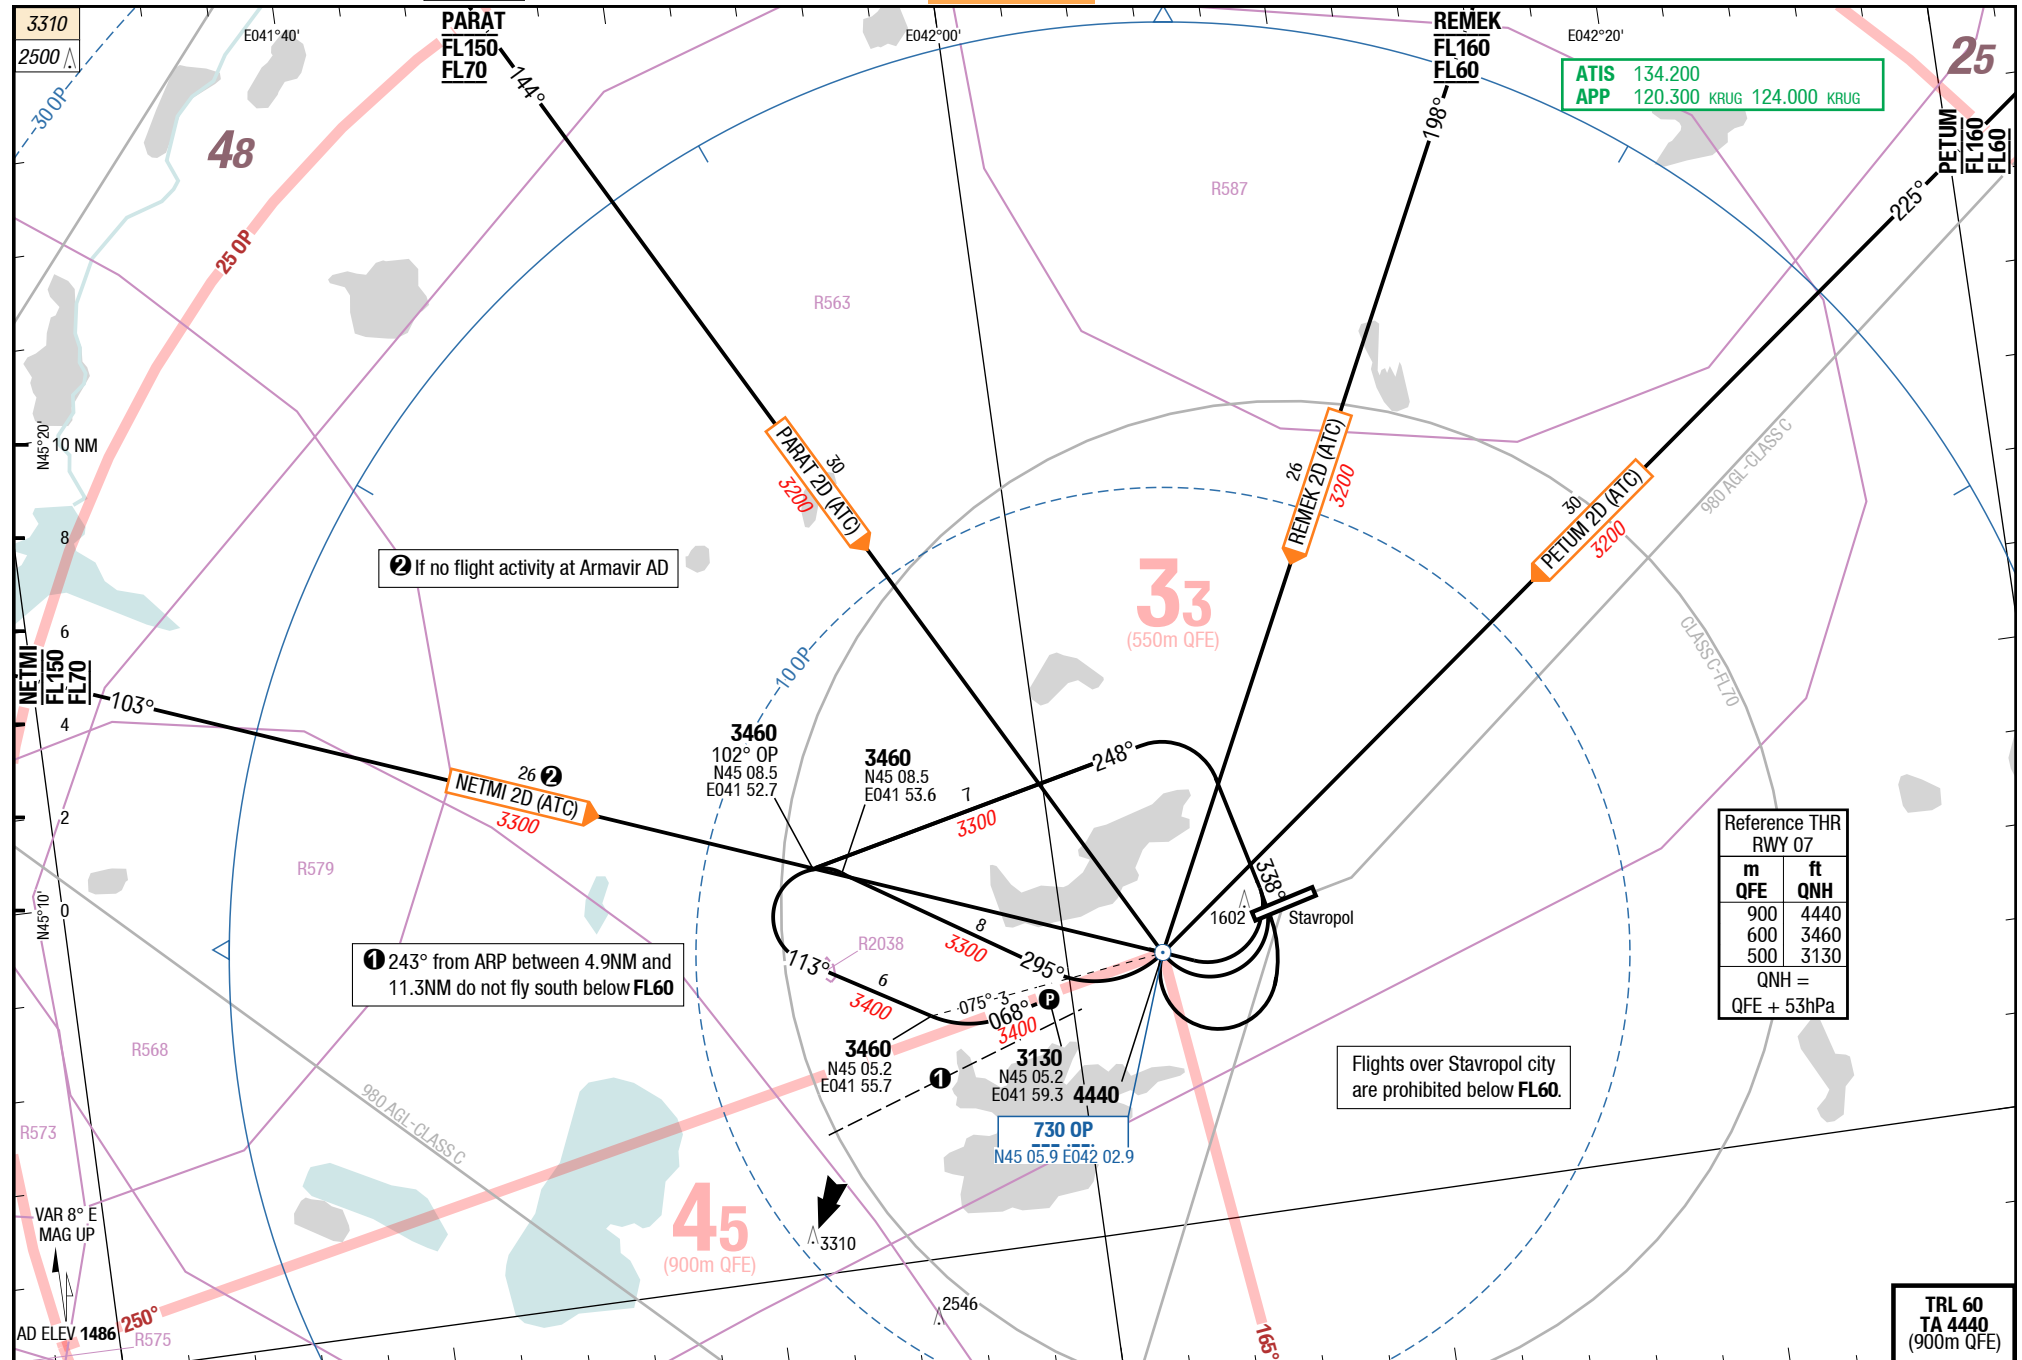 3310
2500
E041°40'
PARAT
FL150
FL70
144°
E042°00'
REMEK
FL160
FL60
198°
E042°20'
ATIS 134.200
APP 120.300 KRUG 124.000 KRUG
25
PETUM
FL160
FL60
225°
30 OP
48
25 OP
R587
R563
N45°20'
10 NM
8
6
4
2
0
N45°10'
PARAT 2D (ATC)
30
3200
REMEK 2D (ATC)
26
3200
PETUM 2D (ATC)
30
3200
980 AGL-CLASS C
CLASS C-FL70
2 If no flight activity at Armavir AD
33
(550m QFE)
10 OP
NETMI
FL150
FL70
103°
26 2
NETMI 2D (ATC)
3300
3460
102° OP
N45 08.5
E041 52.7
3460
N45 08.5
E041 53.6
248°
7
3300
338°
1602
Stavropol
Reference THR
RWY 07
m ft
QFE QNH
900 4440
600 3460
500 3130
QNH =
QFE + 53hPa
R579
R2038
8
3300
295°
113°
6
3400
075°-3
068°
3400
P
1 243° from ARP between 4.9NM and
11.3NM do not fly south below FL60
R568
3460
N45 05.2
E041 55.7
1
3130
N45 05.2
E041 59.3
4440
730 OP
N45 05.9 E042 02.9
Flights over Stavropol city
are prohibited below FL60.
R573
980 AGL-CLASS C
45
(900m QFE)
3310
2546
VAR 8° E
MAG UP
AD ELEV 1486
250°
R575
165°
TRL 60
TA 4440
(900m QFE)